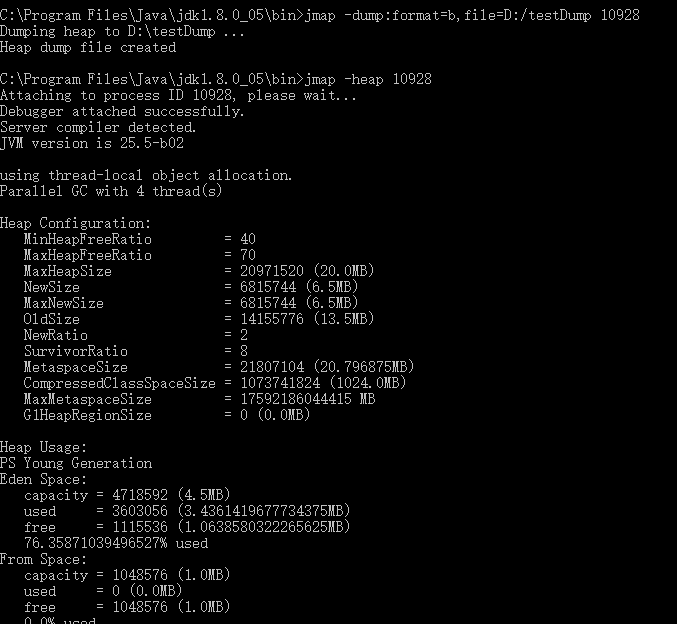 C:\Program Files\Java\jdk1.8.0_05\bin>jmap -dump:format=b,file=D:/testDump 10928
Dumping heap to D:\testDump ...
Heap dump file created
C:\Program Files\Java\jdk1.8.0_05\bin>jmap -heap 10928
Attaching to process ID 10928, please wait...
Debugger attached successfully.
Server compiler detected.
JVM version is 25.5-b02
using thread-local object allocation.
Parallel GC with 4 thread(s)
Heap Configuration:
MinHeapFreeRatio = 40
MaxHeapFreeRatio = 70
MaxHeapSize = 20971520 (20.0MB)
NewSize = 6815744 (6.5MB)
MaxNewSize = 6815744 (6.5MB)
OldSize = 14155776 (13.5MB)
NewRatio = 2
SurvivorRatio = 8
MetaspaceSize = 21807104 (20.796875MB)
CompressedClassSpaceSize = 1073741824 (1024.0MB)
MaxMetaspaceSize = 17592186044415 MB
G1HeapRegionSize = 0 (0.0MB)
Heap Usage:
PS Young Generation
Eden Space:
capacity = 4718592 (4.5MB)
used = 3603056 (3.4361419677734375MB)
free = 1115536 (1.0638580322265625MB)
76.35871039496527% used
From Space:
capacity = 1048576 (1.0MB)
used = 0 (0.0MB)
free = 1048576 (1.0MB)
0.0% used